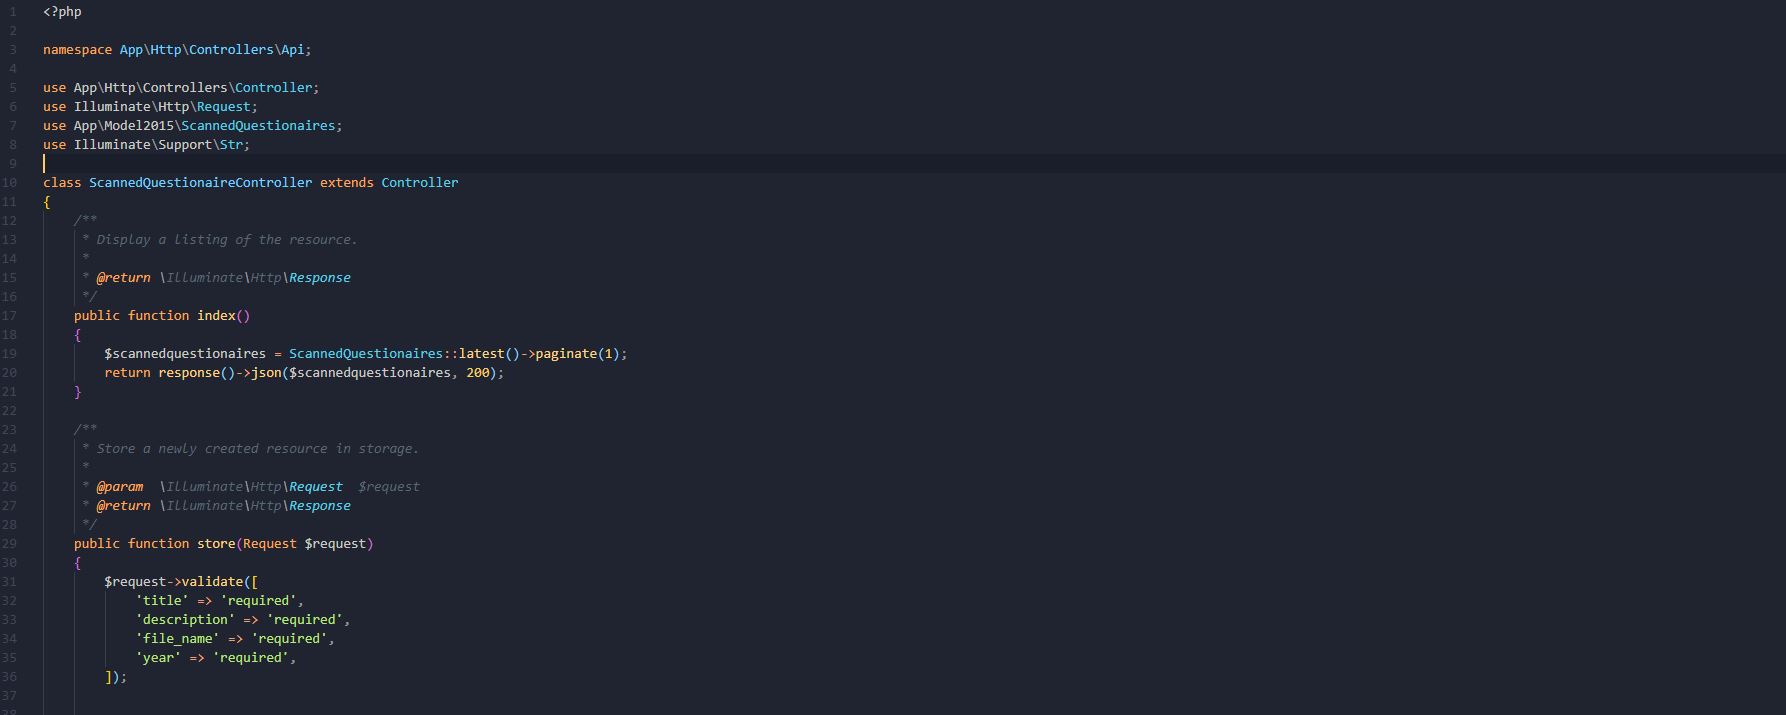 1 <?php
2
3 namespace App\Http\Controllers\Api;
4
5 use App\Http\Controllers\Controller;
6 use Illuminate\Http\Request;
7 use App\Model2015\ScannedQuestionaires;
8 use Illuminate\Support\Str;
9
10 class ScannedQuestionaireController extends Controller
11 {
12     /**
13      * Display a listing of the resource.
14      *
15      * @return \Illuminate\Http\Response
16      */
17     public function index()
18     {
19         $scannedquestionaires = ScannedQuestionaires::latest()->paginate(1);
20         return response()->json($scannedquestionaires, 200);
21     }
22
23     /**
24      * Store a newly created resource in storage.
25      *
26      * @param  \Illuminate\Http\Request  $request
27      * @return \Illuminate\Http\Response
28      */
29     public function store(Request $request)
30     {
31         $request->validate([
32             'title' => 'required',
33             'description' => 'required',
34             'file_name' => 'required',
35             'year' => 'required',
36         ]);
37
38